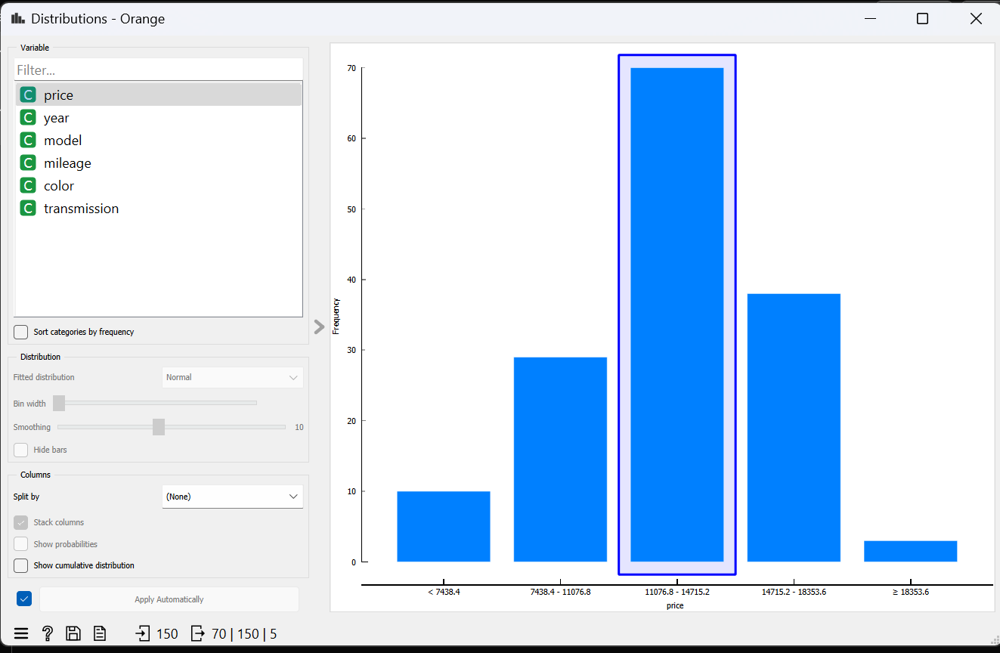 Distributions - Orange
Variable
Filter...
C price
C year
C model
C mileage
C color
C transmission
Sort categories by frequency
Distribution
Fitted distribution Normal
Bin width
Smoothing 10
Hide bars
Columns
Split by (None)
Stack columns
Show probabilities
Show cumulative distribution
Apply Automatically
150 70 | 150 | 5
70
60
50
40
30
20
10
0
Frequency
< 7438.4 7438.4 - 11076.8 11076.8 - 14715.2 14715.2 - 18353.6 ≥ 18353.6
price